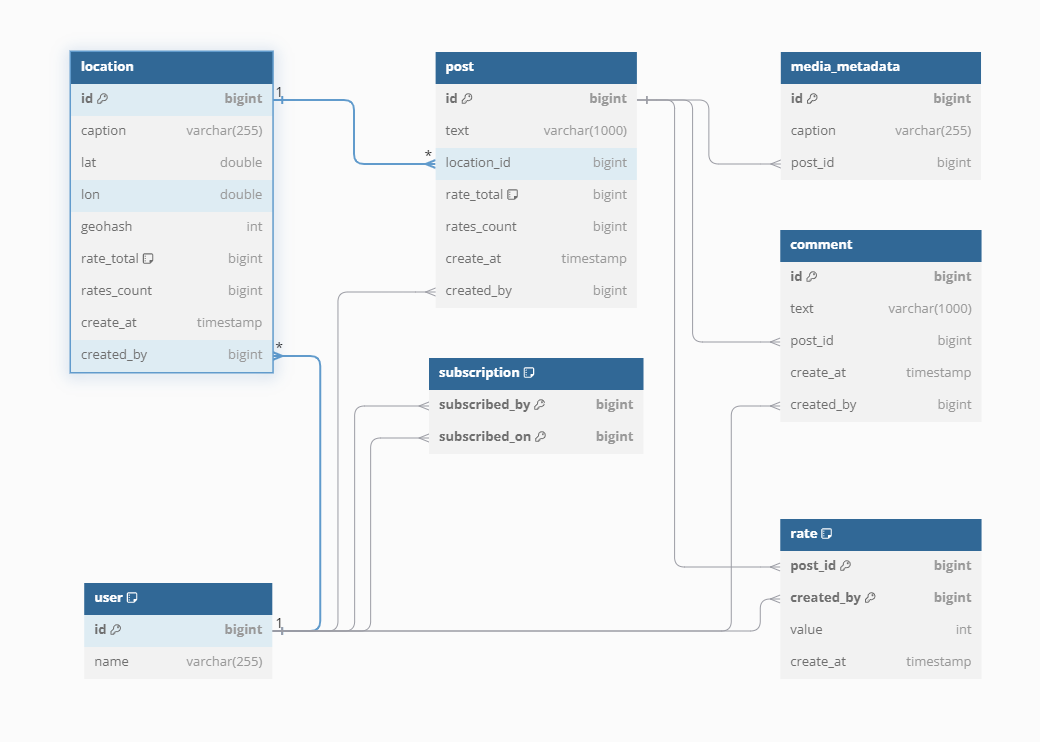 location
id bigint
caption varchar(255)
lat double
lon double
geohash int
rate_total bigint
rates_count bigint
create_at timestamp
created_by bigint
1
*
post
id bigint
text varchar(1000)
location_id bigint
rate_total bigint
rates_count bigint
create_at timestamp
created_by bigint
*
media_metadata
id bigint
caption varchar(255)
post_id bigint
comment
id bigint
text varchar(1000)
post_id bigint
create_at timestamp
created_by bigint
subscription
subscribed_by bigint
subscribed_on bigint
user
id bigint
name varchar(255)
1
rate
post_id bigint
created_by bigint
value int
create_at timestamp